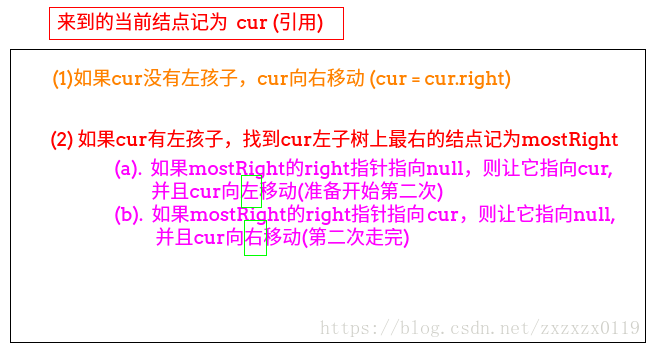 来到的当前结点记为 cur (引用)
(1)如果cur没有左孩子，cur向右移动 (cur = cur.right)
(2) 如果cur有左孩子，找到cur左子树上最右的结点记为mostRight
(a). 如果mostRight的right指针指向null，则让它指向cur,
并且cur向左移动(准备开始第二次)
(b). 如果mostRight的right指针指向cur，则让它指向null,
并且cur向右移动(第二次走完)
https://blog.csdn.net/zxzxzx0119